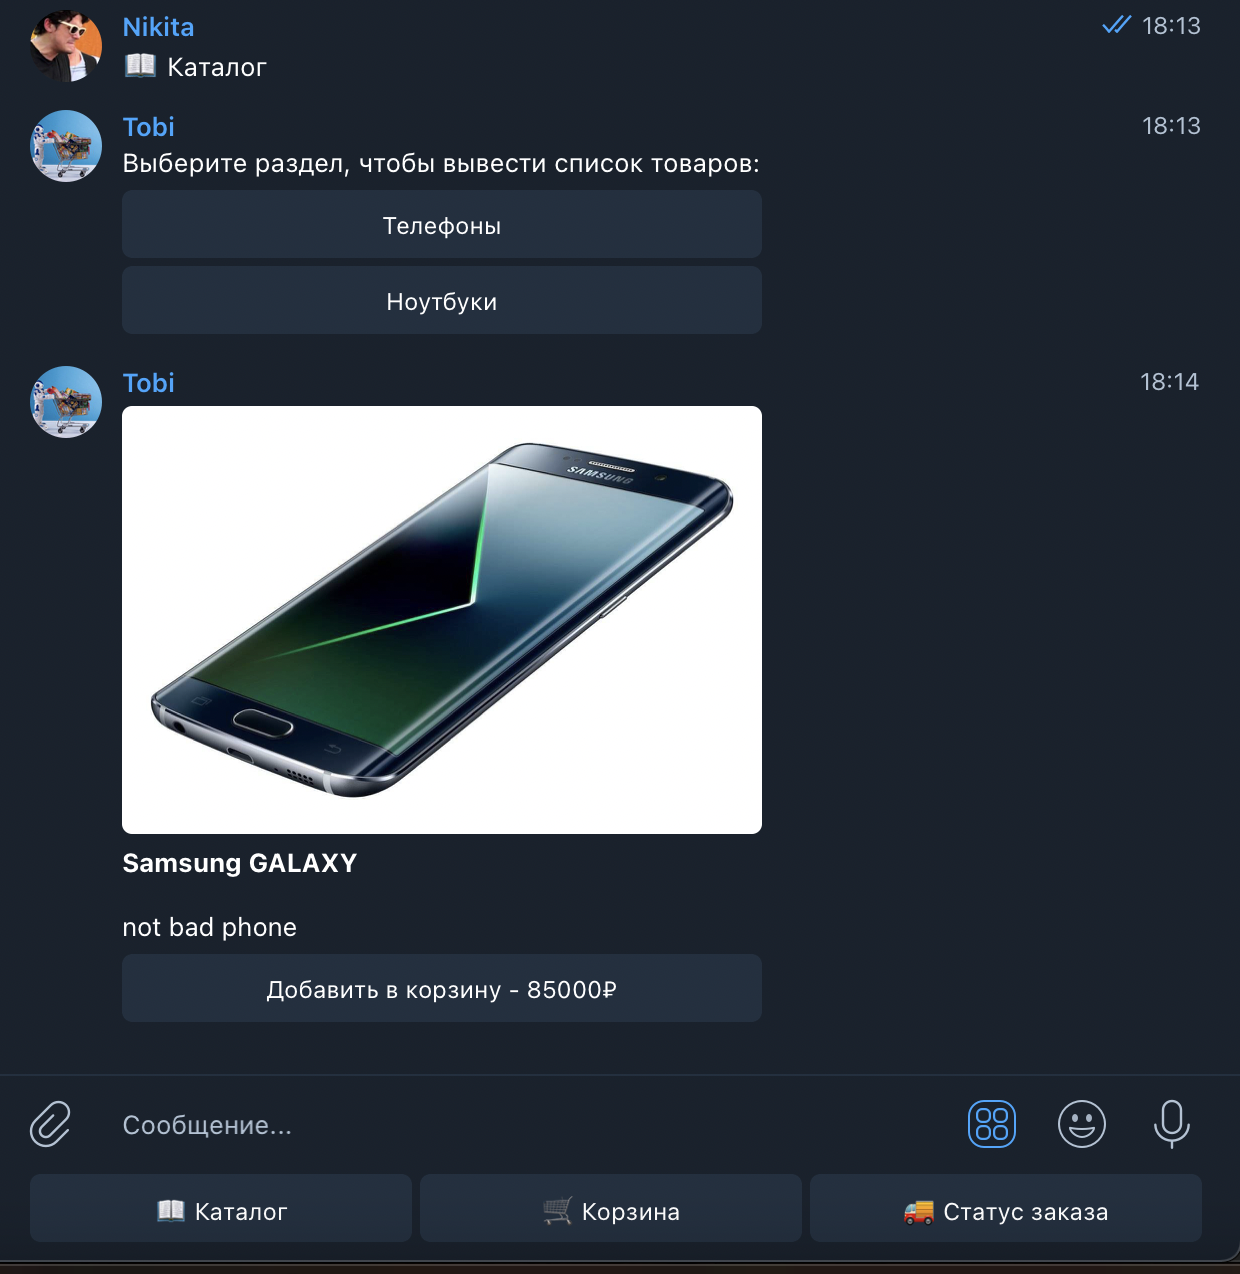 Nikita
18:13
📖 Каталог
Tobi
18:13
Выберите раздел, чтобы вывести список товаров:
Телефоны
Ноутбуки
Tobi
18:14
SAMSUNG
Samsung GALAXY
not bad phone
Добавить в корзину - 85000₽
Сообщение...
📖 Каталог
🛒 Корзина
🚚 Статус заказа